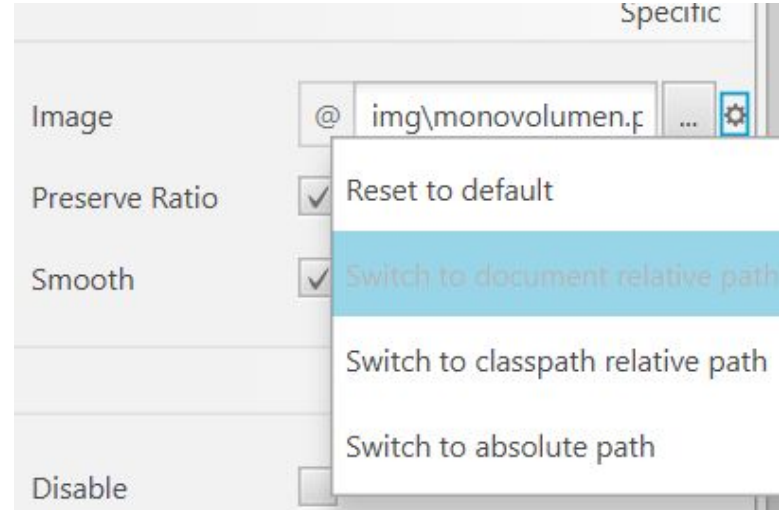 Specific
Image @ img\monovolumen.p ...
Preserve Ratio
Reset to default
Smooth
Switch to document relative path
Switch to classpath relative path
Switch to absolute path
Disable